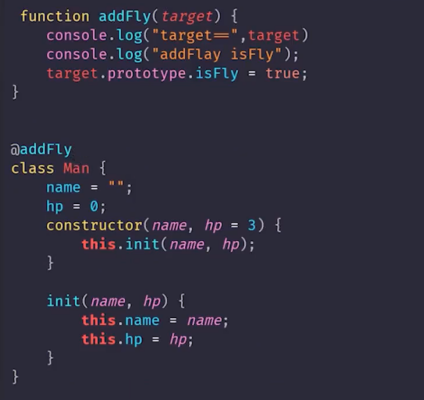 function addFly(target) {
    console.log("target==",target)
    console.log("addFlay isFly");
    target.prototype.isFly = true;
}
@addFly
class Man {
    name = "";
    hp = 0;
    constructor(name, hp = 3) {
        this.init(name, hp);
    }
    init(name, hp) {
        this.name = name;
        this.hp = hp;
    }
}